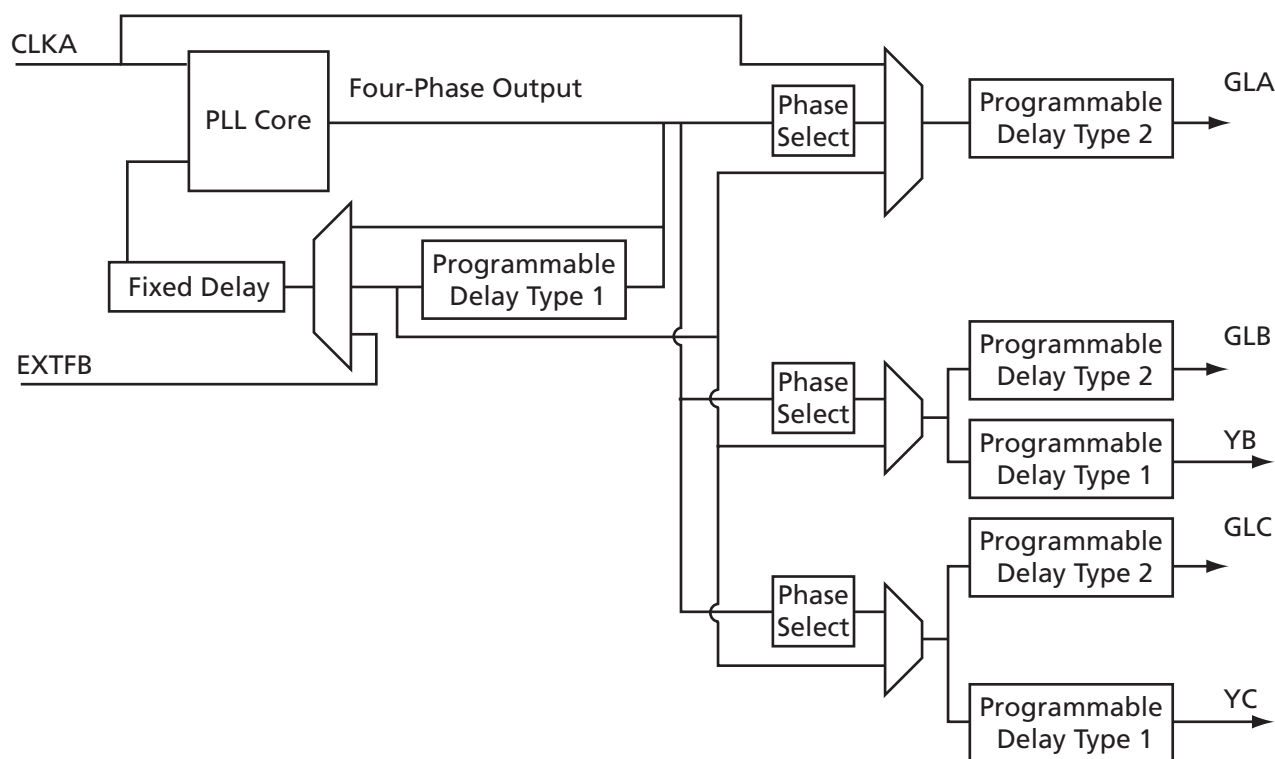 CLKA
PLL Core
Four-Phase Output
Phase
Select
Programmable
Delay Type 2
GLA
Fixed Delay
Programmable
Delay Type 1
EXTFB
Phase
Select
Programmable
Delay Type 2
GLB
Programmable
Delay Type 1
YB
Phase
Select
Programmable
Delay Type 2
GLC
Programmable
Delay Type 1
YC